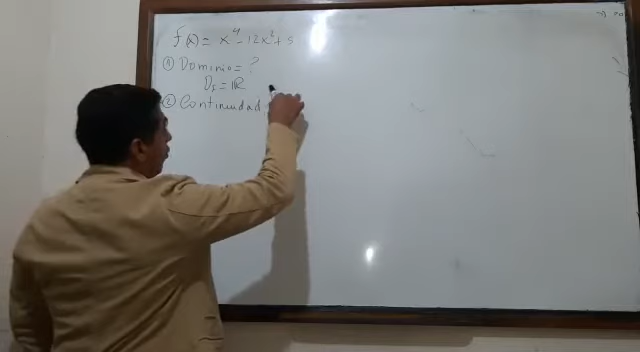 f(x) = x⁴ - 12x² + 5
① Dominio = ?
D_f = ℝ
② Continuidad